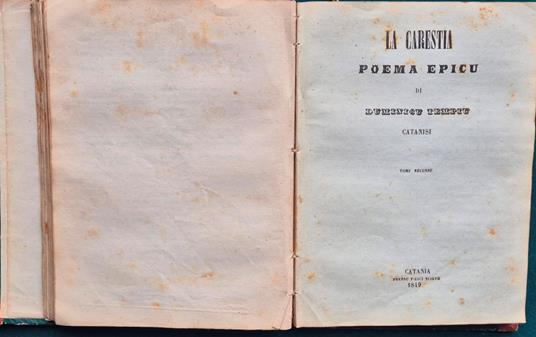 LA CARESTIA
POEMA EPICU
DI
DUMINICU TEMPIU
CATANISI
TOMU SECUNNU
CATANIA
1849